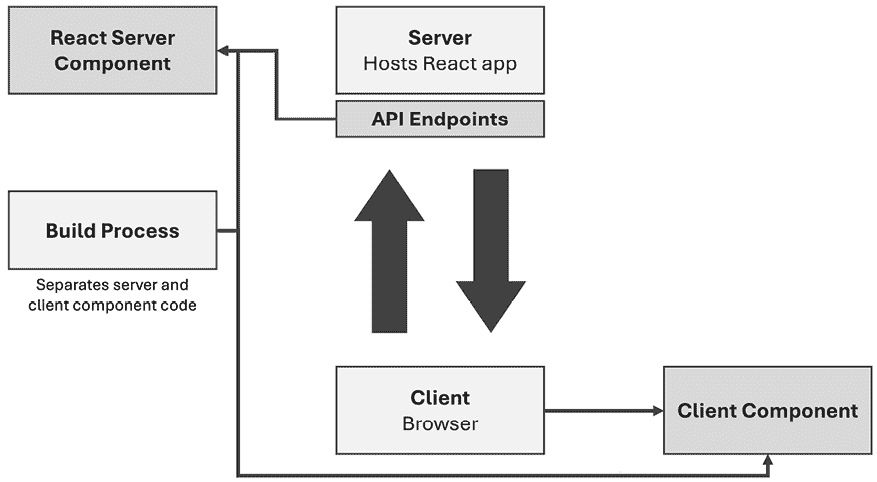 React Server
Component
Server
Hosts React app
API Endpoints
Build Process
Separates server and
client component code
Client
Browser
Client Component